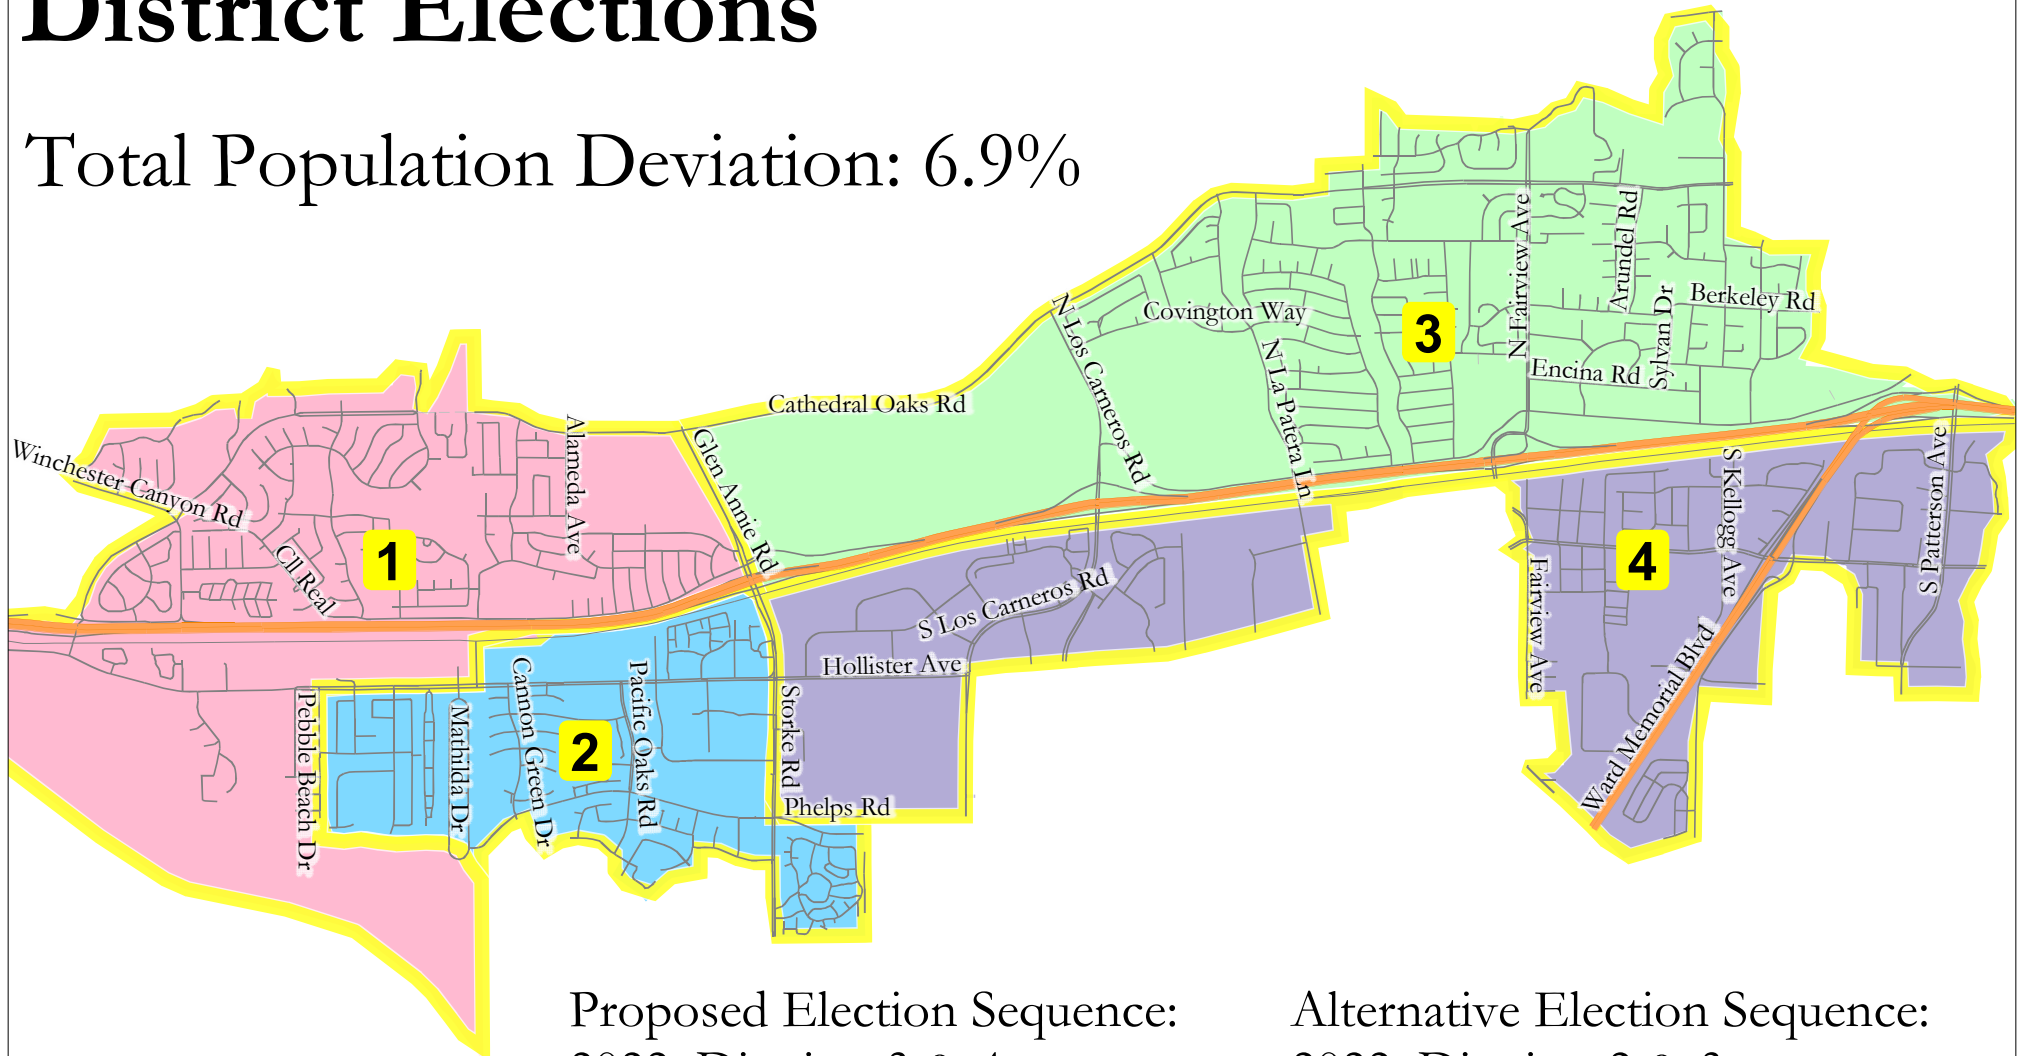 District Elections
Total Population Deviation: 6.9%
N Fairview Ave
Arundel Rd
Sylvan Dr
Berkeley Rd
Encina Rd
3
Covington Way
N Los Carneros Rd
N La Patera Ln
Cathedral Oaks Rd
Alameda Ave
Glen Annie Rd
Winchester Canyon Rd
Cll Real
1
S Kellogg Ave
S Patterson Ave
4
Fairview Ave
Ward Memorial Blvd
S Los Carneros Rd
Hollister Ave
Pebble Beach Dr
Mathilda Dr
Cannon Green Dr
2
Pacific Oaks Rd
Storke Rd
Phelps Rd
Proposed Election Sequence:
Alternative Election Sequence: